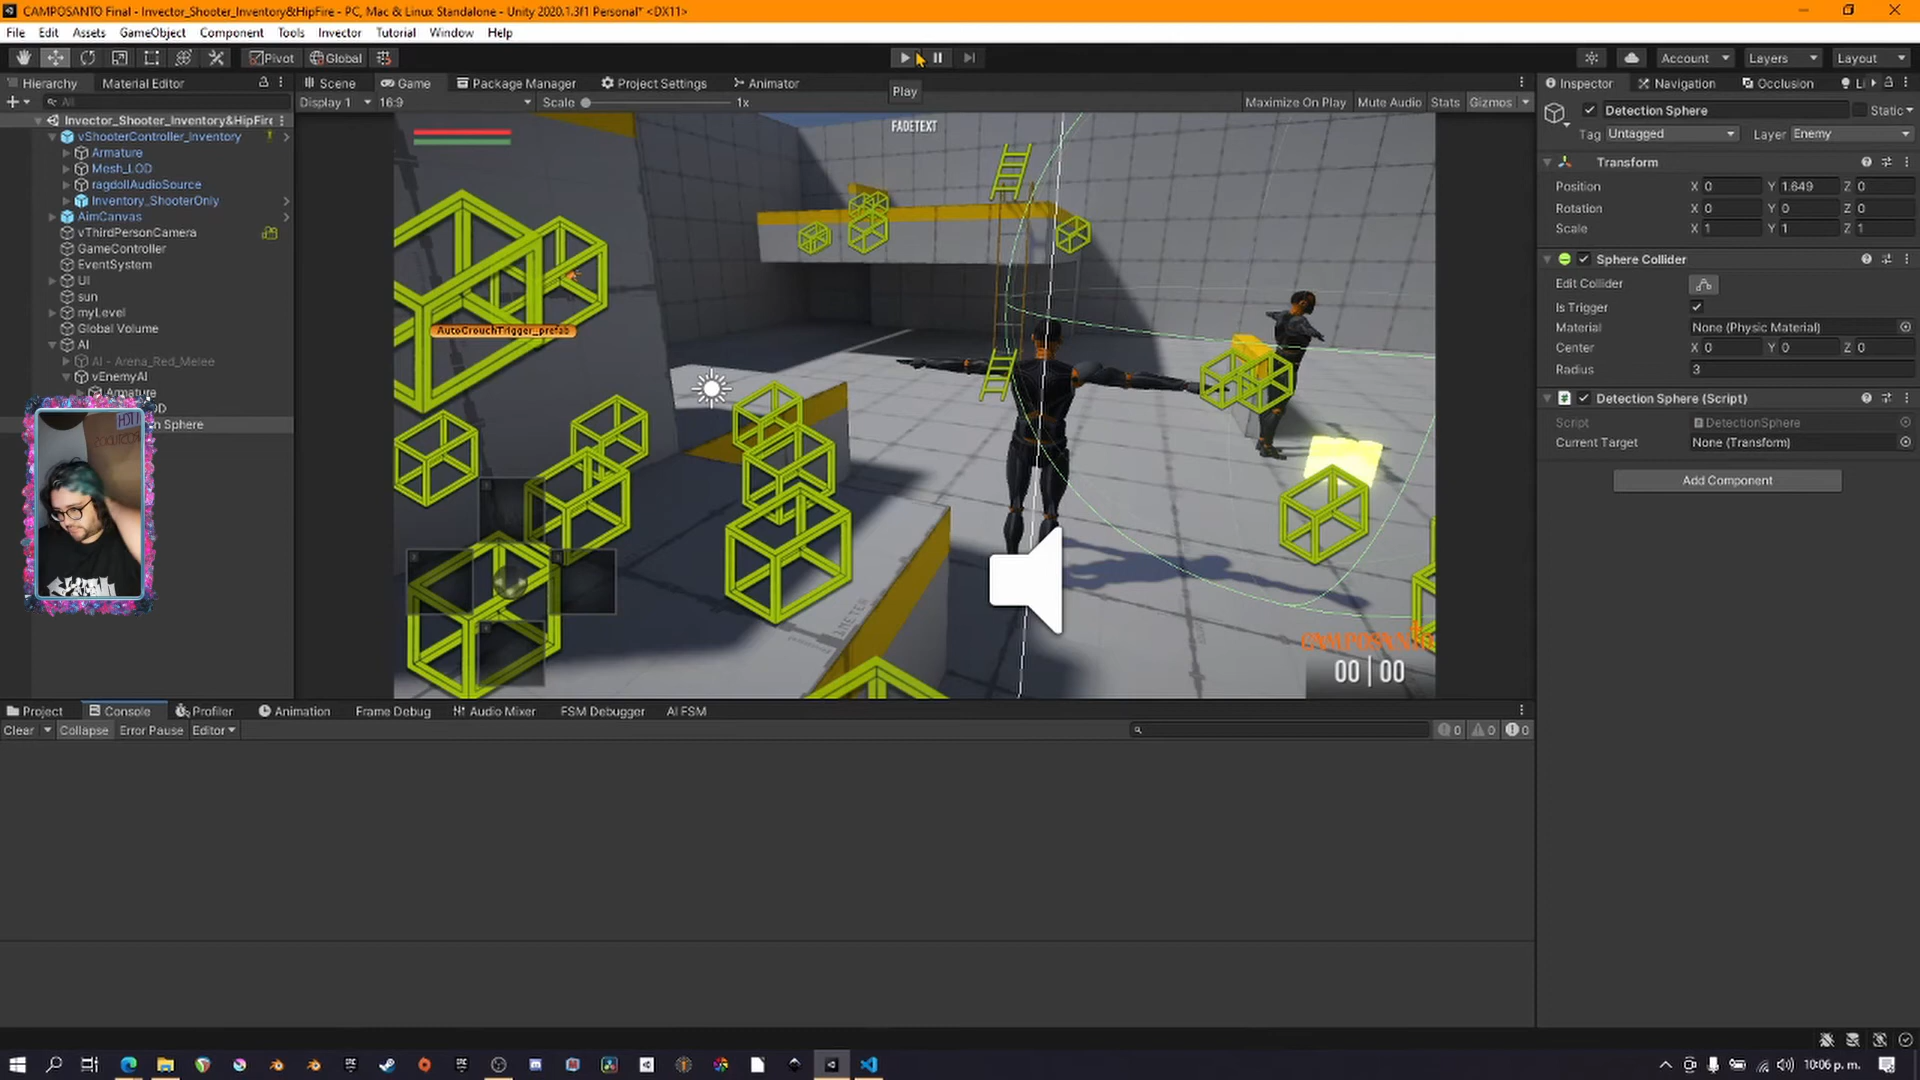 CAMPOSANTO Final - Invector_Shooter_Inventory&HipFire - PC, Mac & Linux Standalone - Unity 2020.1.3f1 Personal* <DX11>
File Edit Assets GameObject Component Tools Invector Tutorial Window Help
Pivot Global Account Layers Layout
Hierarchy Material Editor Scene Game Package Manager Project Settings Animator Inspector Navigation Occlusion Li
All Display 1 16:9 Scale 1x Play Maximize On Play Mute Audio Stats Gizmos
Invector_Shooter_Inventory&HipFire
vShooterController_Inventory
Armature
Mesh_LOD
ragdollAudioSource
Inventory_ShooterOnly
AimCanvas
vThirdPersonCamera
GameController
EventSystem
UI
sun
myLevel
Global Volume
AI
AI - Arena_Red_Melee
vEnemyAI
Armature
OD
n Sphere
FADETEXT
AutoCrouchTrigger_prefab
1METER
CAMPOSANTO
00 | 00
Detection Sphere Static
Tag Untagged Layer Enemy
Transform
Position X 0 Y 1.649 Z 0
Rotation X 0 Y 0 Z 0
Scale X 1 Y 1 Z 1
Sphere Collider
Edit Collider
Is Trigger
Material None (Physic Material)
Center X 0 Y 0 Z 0
Radius 3
Detection Sphere (Script)
Script DetectionSphere
Current Target None (Transform)
Add Component
Project Console Profiler Animation Frame Debug Audio Mixer FSM Debugger AI FSM
Clear Collapse Error Pause Editor 0 0 0
10:06 p. m.